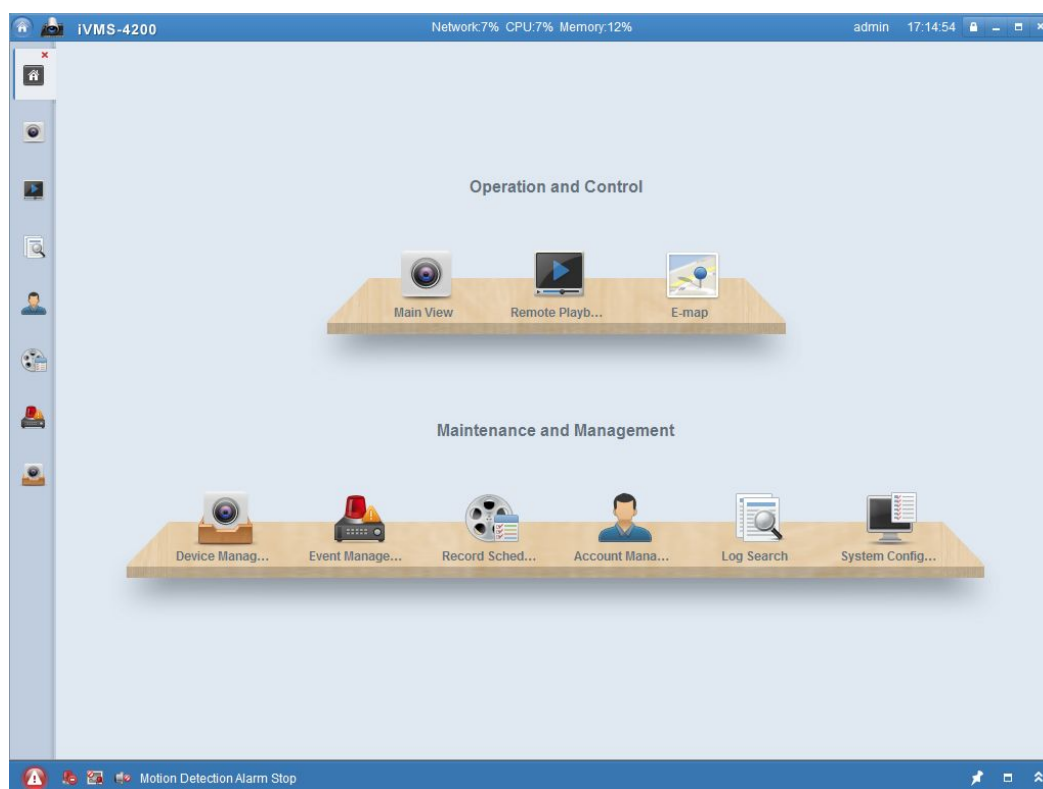 iVMS-4200 Network:7% CPU:7% Memory:12% admin 17:14:54
Operation and Control
Main View Remote Playb... E-map
Maintenance and Management
Device Manag... Event Manage... Record Sched... Account Mana... Log Search System Config...
Motion Detection Alarm Stop